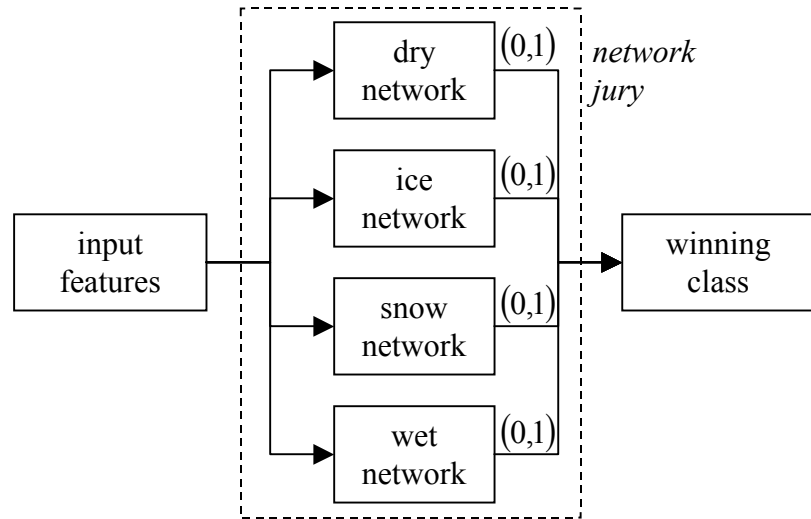 dry
network
(0,1)
network
jury
ice
network
(0,1)
input
features
snow
network
(0,1)
winning
class
wet
network
(0,1)